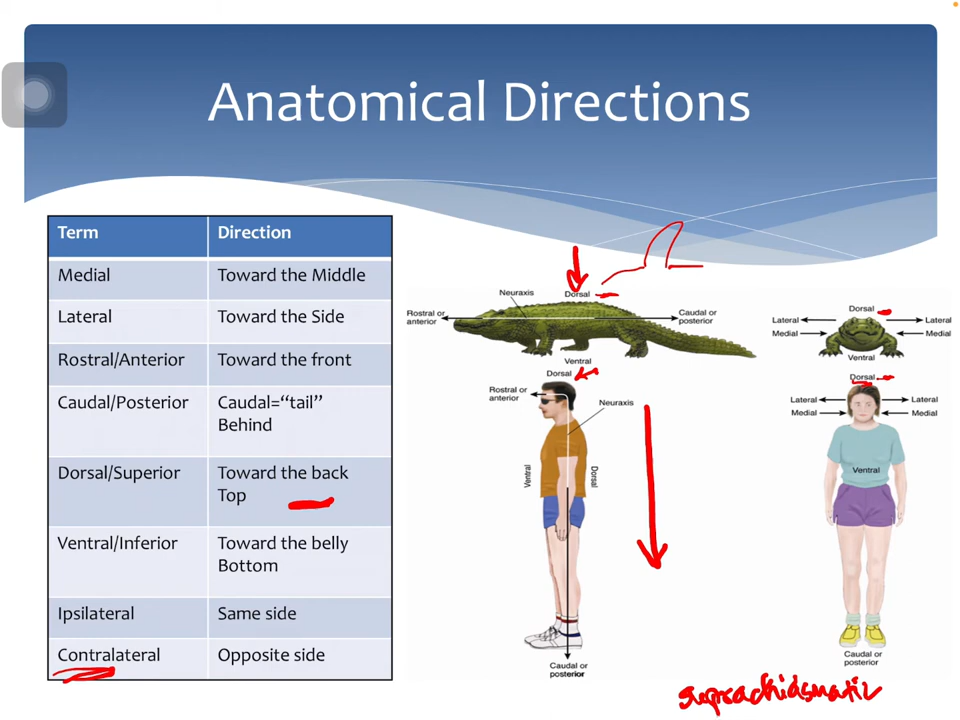 Anatomical Directions
Term Direction
Medial Toward the Middle
Lateral Toward the Side
Rostral/Anterior Toward the front
Caudal/Posterior Caudal=“tail”
Behind
Dorsal/Superior Toward the back
Top
Ventral/Inferior Toward the belly
Bottom
Ipsilateral Same side
Contralateral Opposite side
Neuraxis
Dorsal
Rostral or
anterior
Caudal or
posterior
Ventral
Dorsal
Lateral Lateral
Medial Medial
Ventral
Dorsal
Rostral or
anterior
Neuraxis
Ventral
Dorsal
Caudal or
posterior
Dorsal
Lateral Lateral
Medial Medial
Ventral
Caudal or
posterior